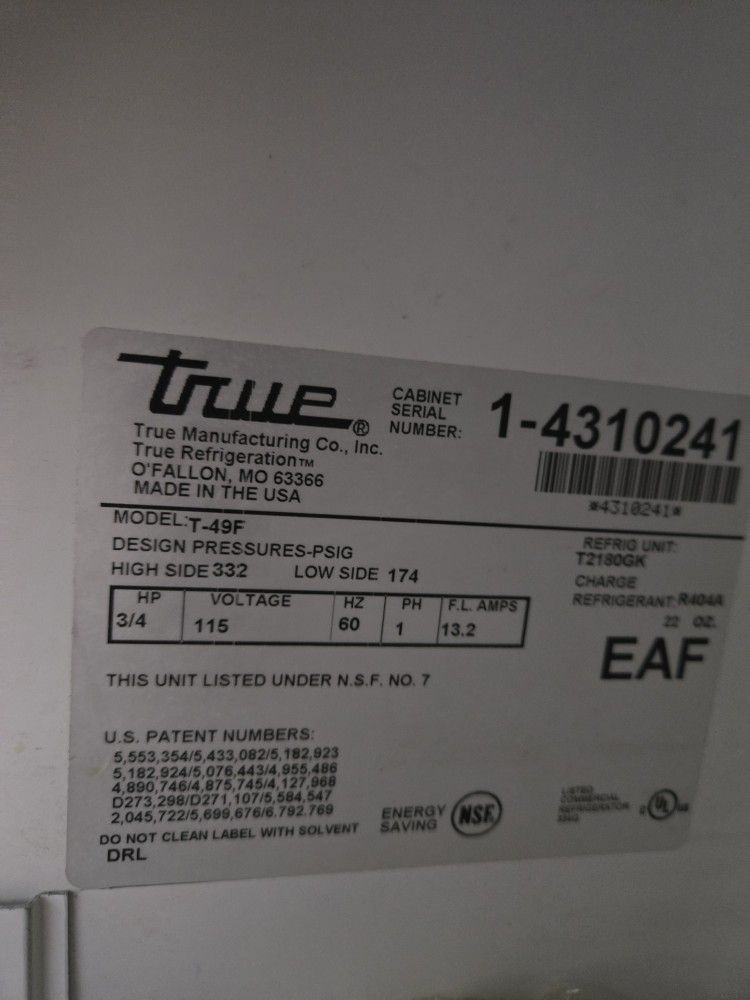 true®
True Manufacturing Co., Inc.
True Refrigeration™
O'FALLON, MO 63366
MADE IN THE USA
CABINET
SERIAL
NUMBER:
1-4310241
*4310241*
MODEL:T-49F
DESIGN PRESSURES-PSIG
HIGH SIDE 332 LOW SIDE 174
REFRIG UNIT:
T2180GK
CHARGE
REFRIGERANT: R404A
22 OZ.
HP VOLTAGE HZ PH F.L. AMPS
3/4 115 60 1 13.2
EAF
THIS UNIT LISTED UNDER N.S.F. NO. 7
U.S. PATENT NUMBERS:
5,553,354/5,433,082/5,182,923
5,182,924/5,076,443/4,955,486
4,890,746/4,875,745/4,127,968
D273,298/D271,107/5,584,547
2,045,722/5,699,676/6.792.769
DO NOT CLEAN LABEL WITH SOLVENT
DRL
ENERGY
SAVING
NSF.
LISTED
COMMERCIAL
REFRIGERATOR
C UL US